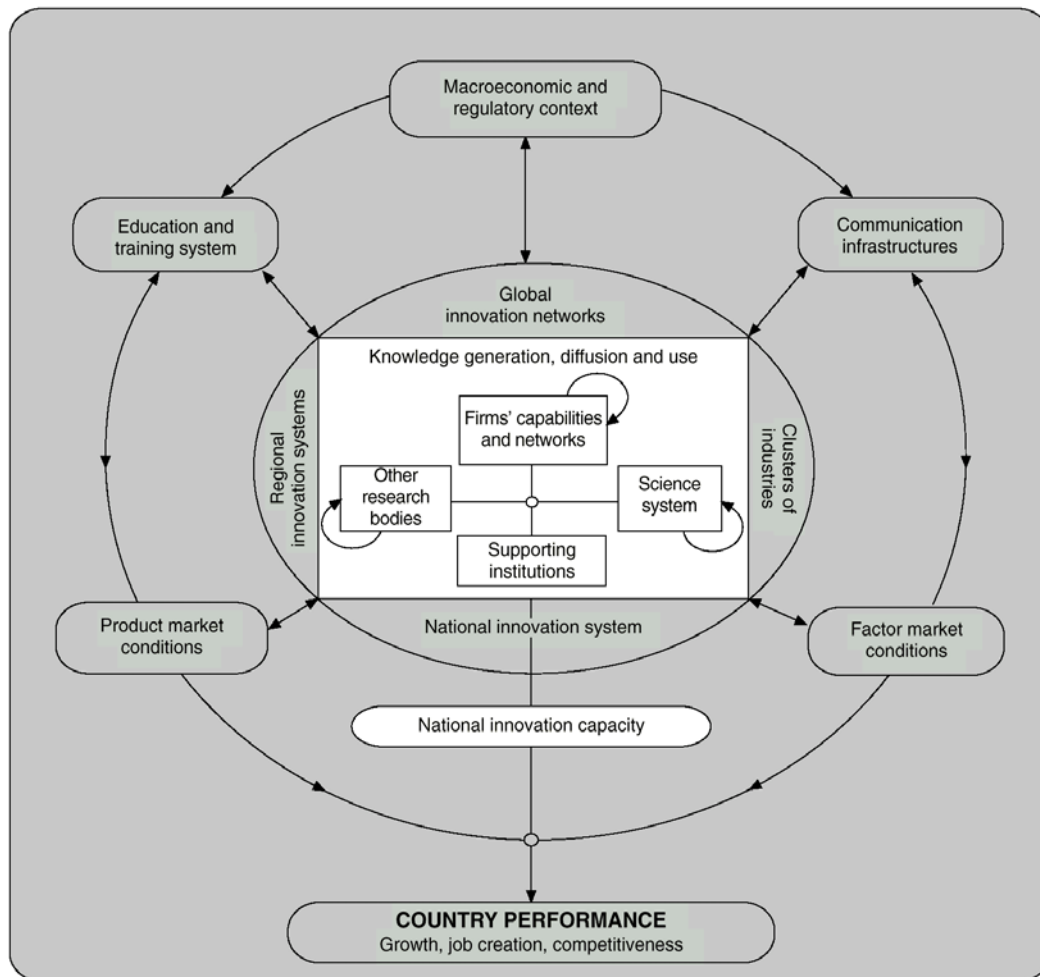 Macroeconomic and
regulatory context
Education and
training system
Communication
infrastructures
Global
innovation networks
Knowledge generation, diffusion and use
Firms' capabilities
and networks
Regional
innovation systems
Clusters of
industries
Other
research
bodies
Science
system
Supporting
institutions
Product market
conditions
National innovation system
Factor market
conditions
National innovation capacity
COUNTRY PERFORMANCE
Growth, job creation, competitiveness